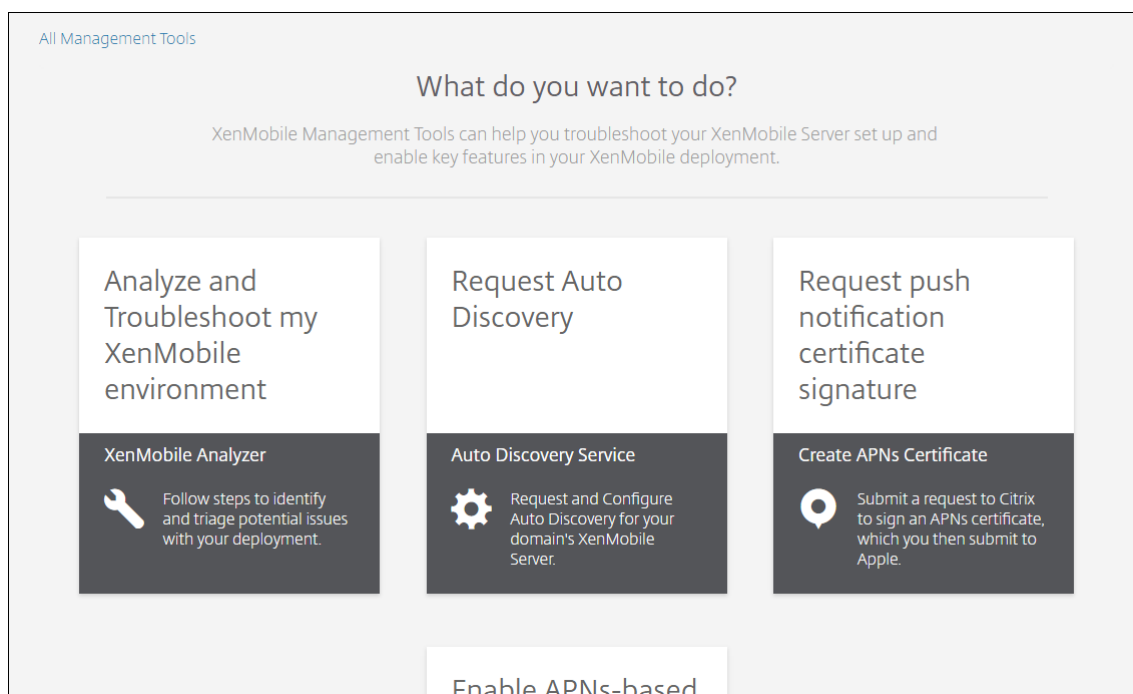 All Management Tools
What do you want to do?
XenMobile Management Tools can help you troubleshoot your XenMobile Server set up and
enable key features in your XenMobile deployment.
Analyze and
Troubleshoot my
XenMobile
environment
XenMobile Analyzer
Follow steps to identify
and triage potential issues
with your deployment.
Request Auto
Discovery
Auto Discovery Service
Request and Configure
Auto Discovery for your
domain's XenMobile
Server.
Request push
notification
certificate
signature
Create APNs Certificate
Submit a request to Citrix
to sign an APNs certificate,
which you then submit to
Apple.
Enable APNs-based